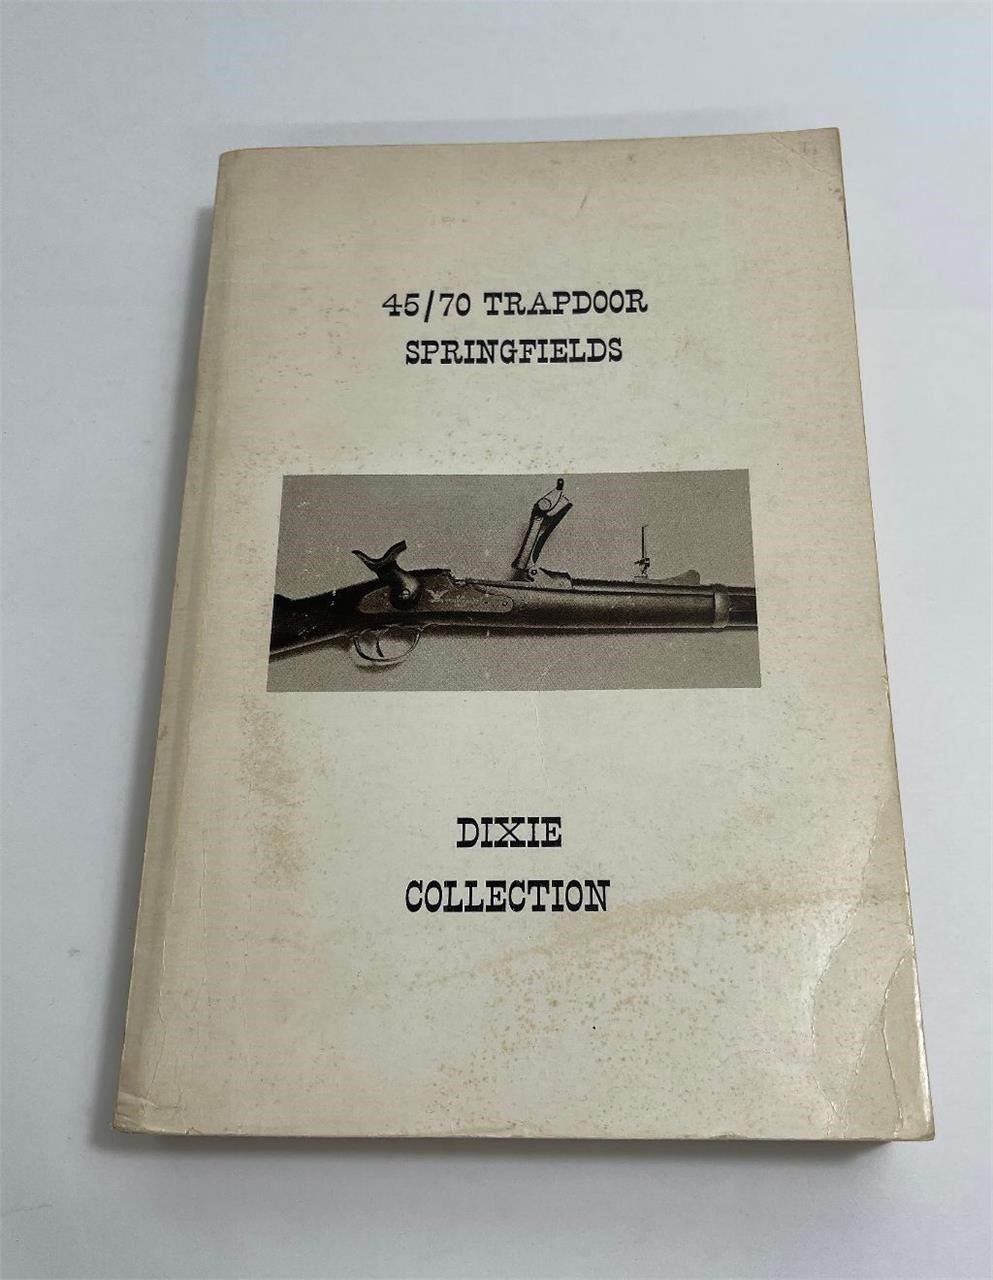 45/70 TRAPDOOR
SPRINGFIELDS
DIXIE
COLLECTION